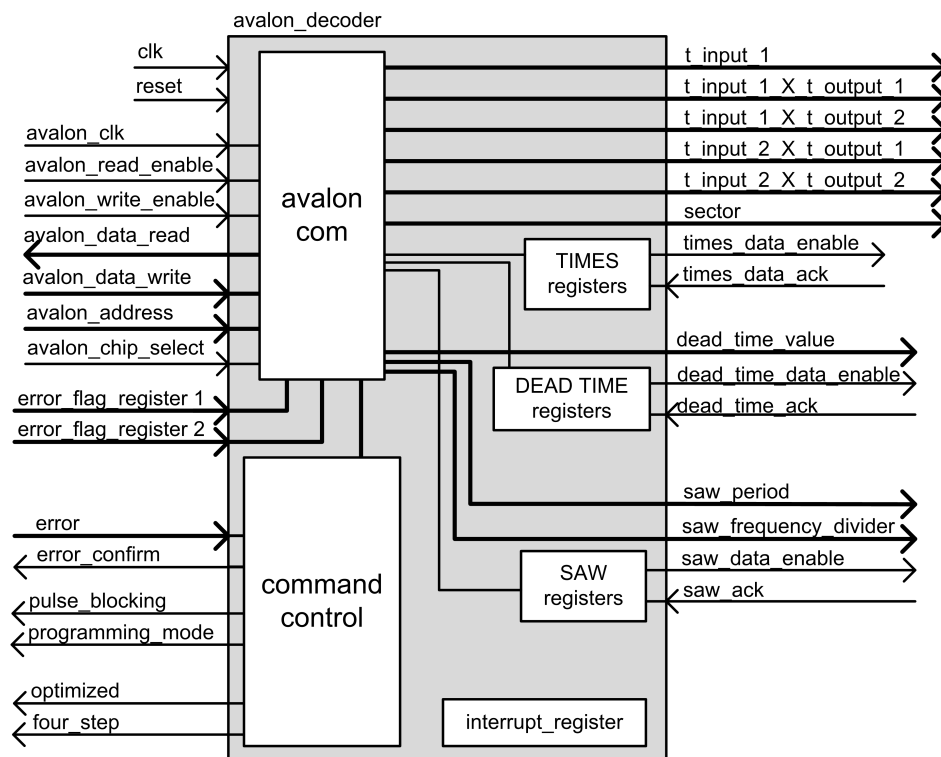 avalon_decoder
clk
reset
avalon_clk
avalon_read_enable
avalon_write_enable
avalon_data_read
avalon_data_write
avalon_address
avalon_chip_select
error_flag_register 1
error_flag_register 2
error
error_confirm
pulse_blocking
programming_mode
optimized
four_step
avalon
com
command
control
TIMES
registers
DEAD TIME
registers
SAW
registers
interrupt_register
t_input_1
t_input_1_X_t_output_1
t_input_1_X_t_output_2
t_input_2_X_t_output_1
t_input_2_X_t_output_2
sector
times_data_enable
times_data_ack
dead_time_value
dead_time_data_enable
dead_time_ack
saw_period
saw_frequency_divider
saw_data_enable
saw_ack